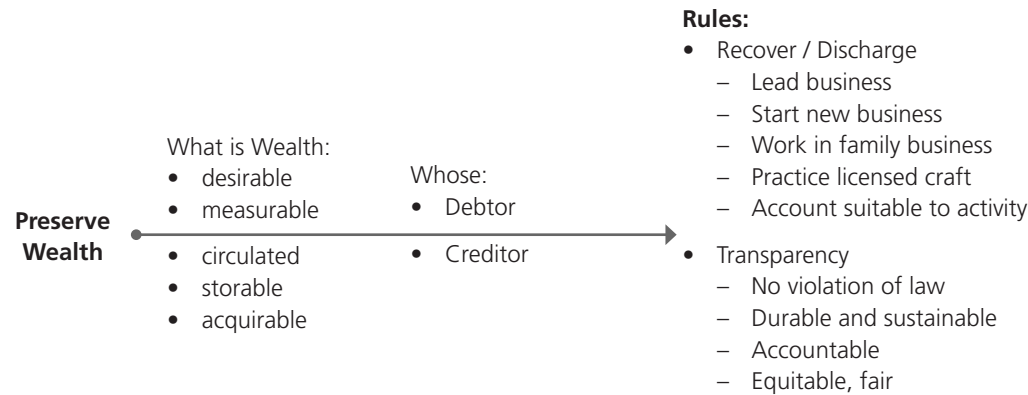 Preserve
Wealth
What is Wealth:
• desirable
• measurable
• circulated
• storable
• acquirable
Whose:
• Debtor
• Creditor
Rules:
• Recover / Discharge
– Lead business
– Start new business
– Work in family business
– Practice licensed craft
– Account suitable to activity
• Transparency
– No violation of law
– Durable and sustainable
– Accountable
– Equitable, fair